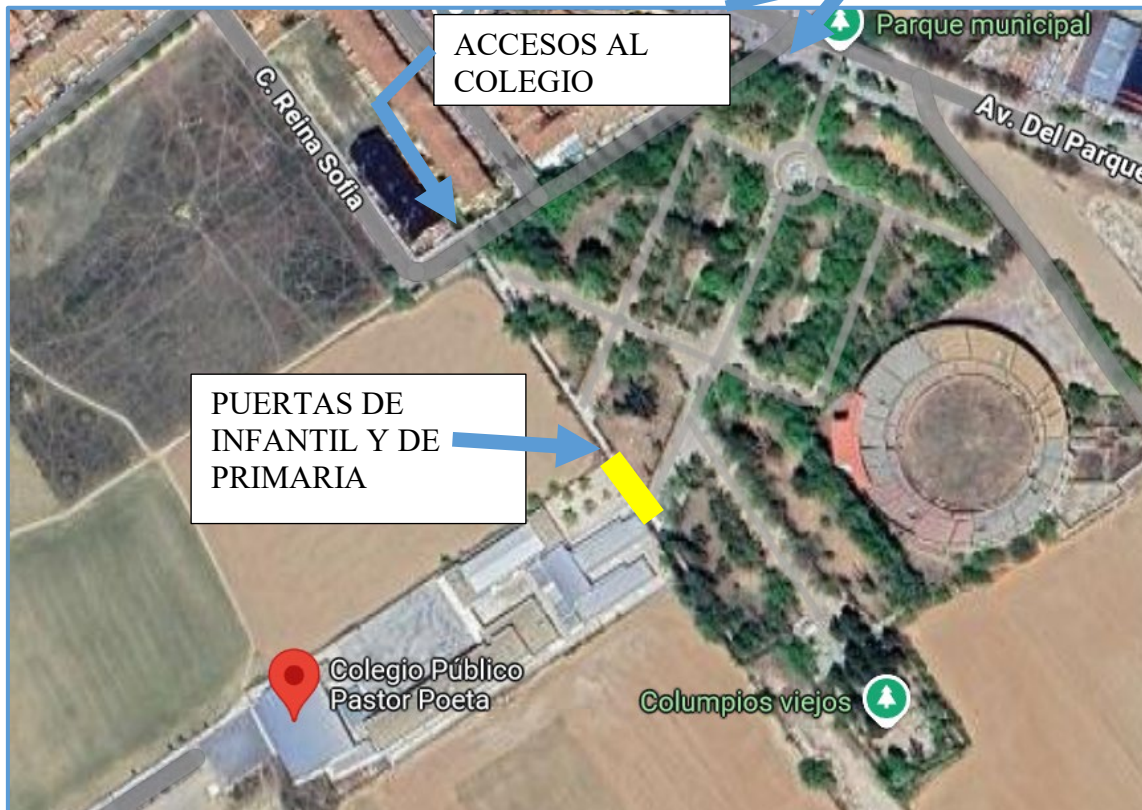 ACCESOS AL
COLEGIO
Parque municipal
C. Reina Sofía
Av. Del Parque
PUERTAS DE
INFANTIL Y DE
PRIMARIA
Colegio Público
Pastor Poeta
Columpios viejos